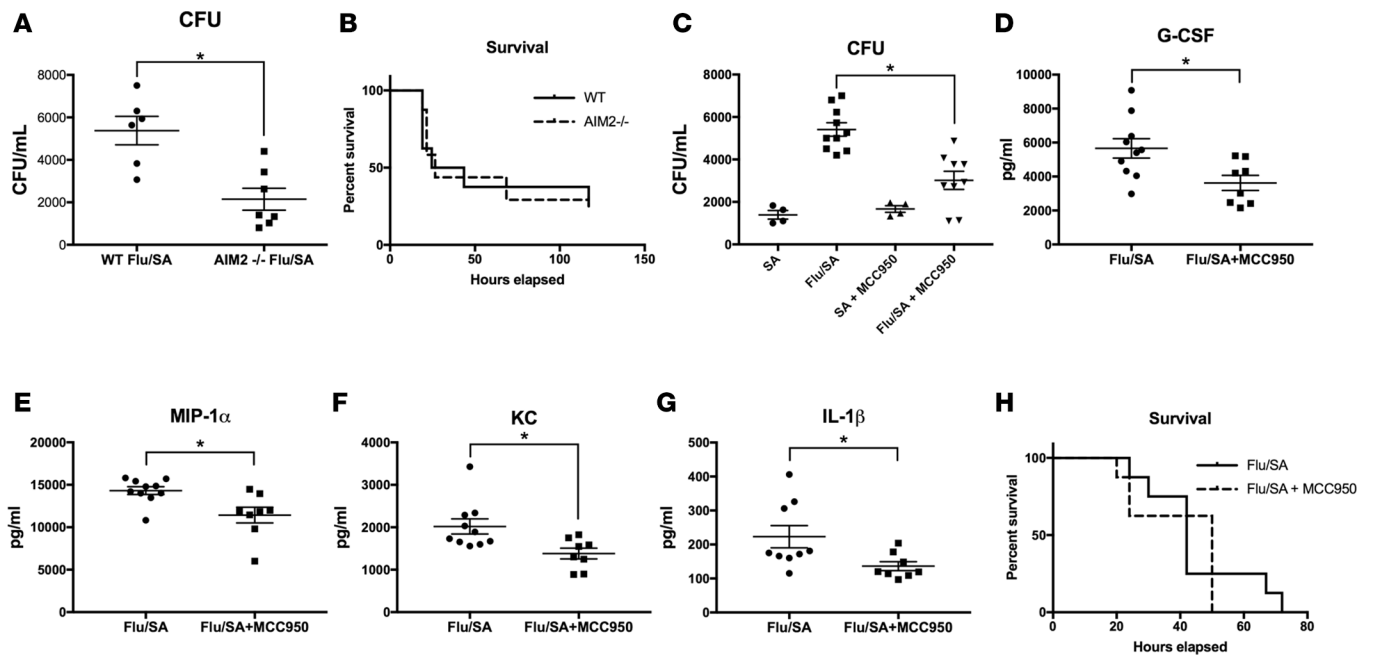 A
CFU
CFU/mL
8000
6000
4000
2000
0
*
WT Flu/SA
AIM2 -/- Flu/SA
B
Survival
Percent survival
100
50
0
WT
AIM2-/-
0
50
100
150
Hours elapsed
C
CFU
CFU/mL
8000
6000
4000
2000
0
*
SA
Flu/SA
SA + MCC950
Flu/SA + MCC950
D
G-CSF
pg/ml
10000
8000
6000
4000
2000
0
*
Flu/SA
Flu/SA+MCC950
E
MIP-1α
pg/ml
20000
15000
10000
5000
0
*
Flu/SA
Flu/SA+MCC950
F
KC
pg/ml
4000
3000
2000
1000
0
*
Flu/SA
Flu/SA+MCC950
G
IL-1β
pg/ml
500
400
300
200
100
0
*
Flu/SA
Flu/SA+MCC950
H
Survival
Percent survival
100
50
0
Flu/SA
Flu/SA + MCC950
0
20
40
60
80
Hours elapsed